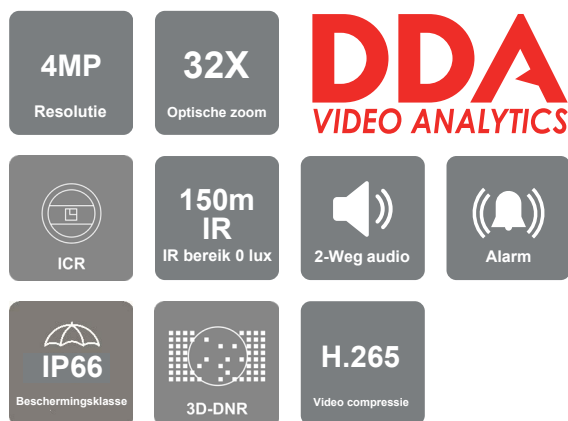 4MP
Resolutie
32X
Optische zoom
DDA
VIDEO ANALYTICS
ICR
150m
IR
IR bereik 0 lux
2-Weg audio
Alarm
IP66
Beschermingsklasse
3D-DNR
H.265
Video compressie